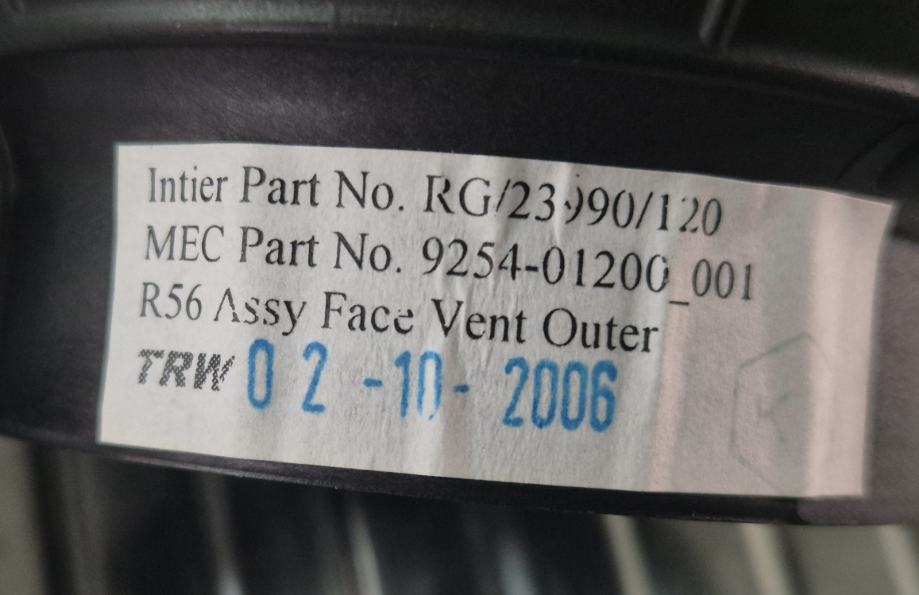 Intier Part No. RG/23990/120
MEC Part No. 9254-01200_001
R56 Assy Face Vent Outer
TRW 02-10-2006